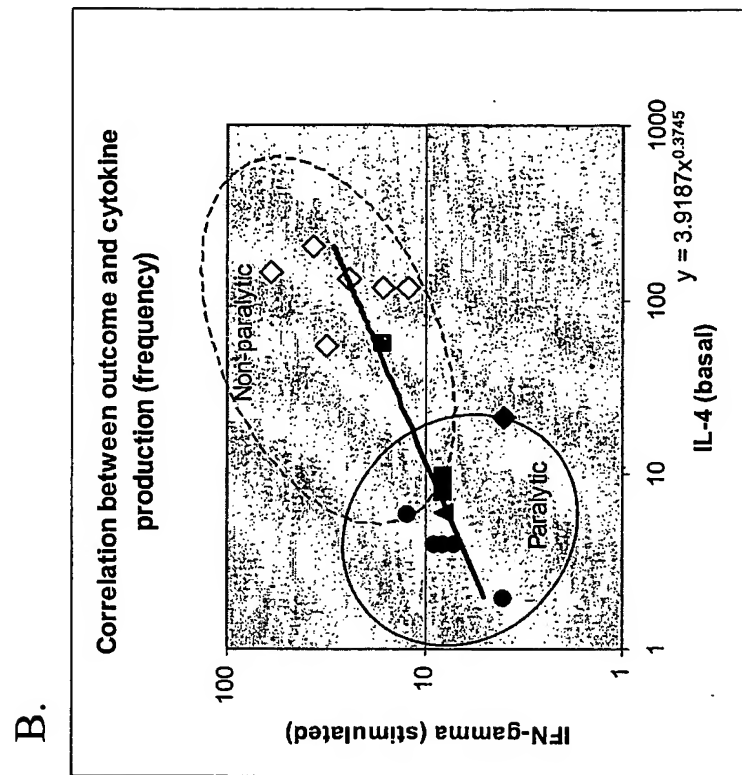 B.
Correlation between outcome and cytokine
production (frequency)
100
10
1
IFN-gamma (stimulated)
Non-paralytic
Paralytic
1
10
100
1000
IL-4 (basal)
y = 3.9187x^0.3745